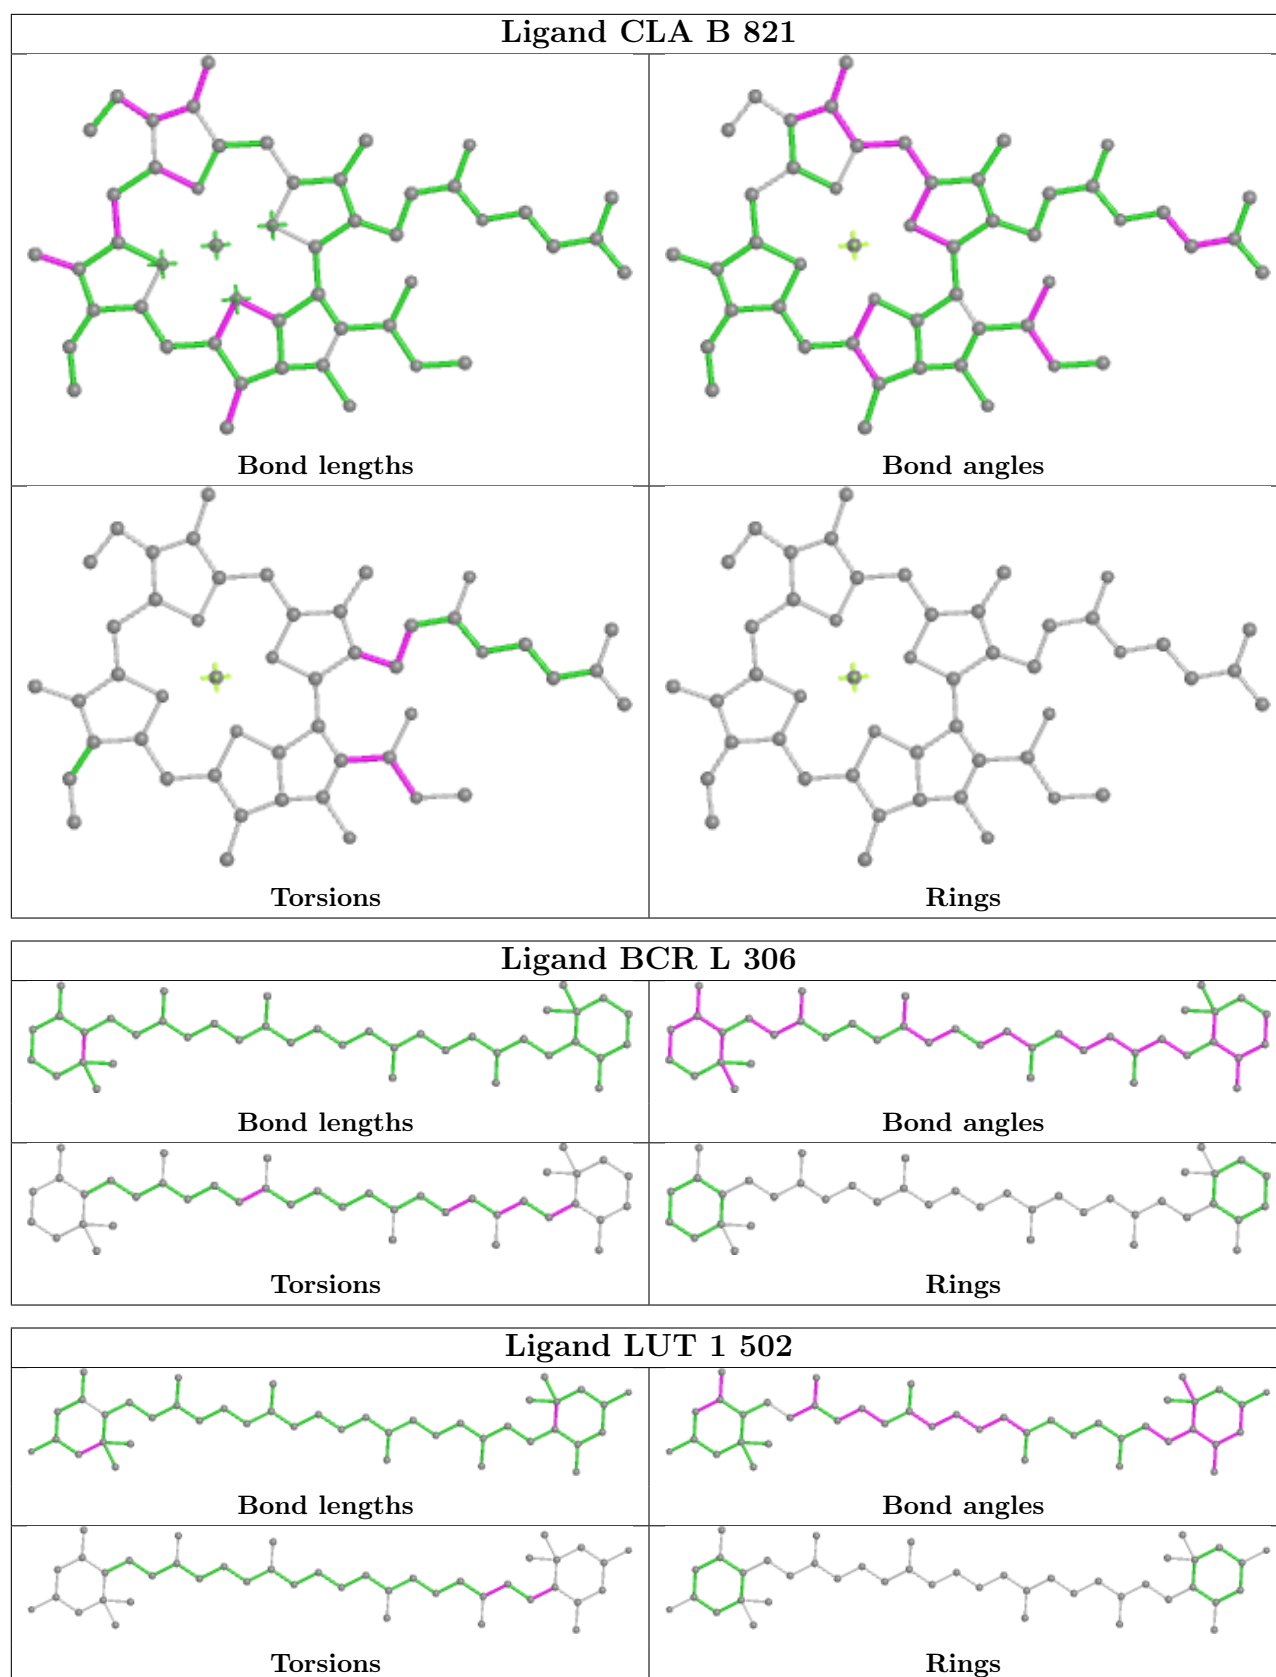 Ligand CLA B 821
Bond lengths
Bond angles
Torsions
Rings
Ligand BCR L 306
Bond lengths
Bond angles
Torsions
Rings
Ligand LUT 1 502
Bond lengths
Bond angles
Torsions
Rings